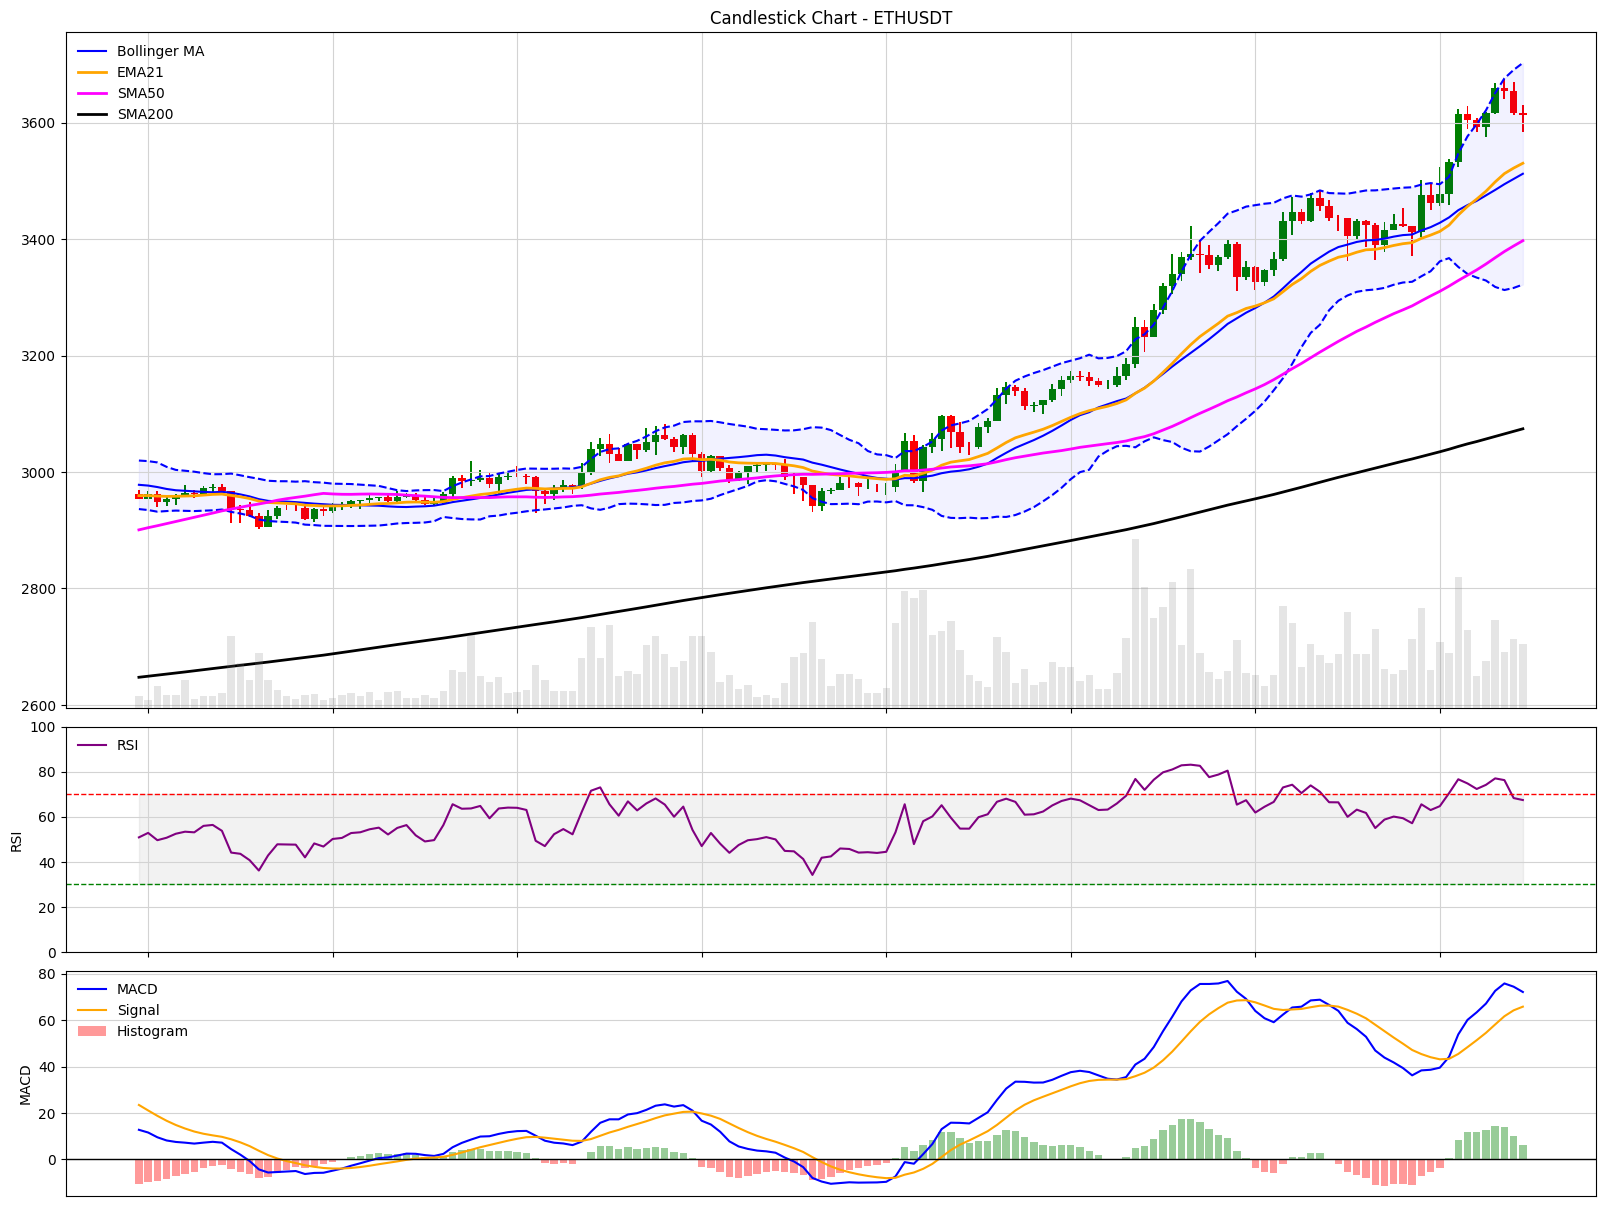 Candlestick Chart - ETHUSDT
Bollinger MA
EMA21
SMA50
SMA200
3600
3400
3200
3000
2800
2600
RSI
100
80
60
40
20
0
RSI
MACD
Signal
Histogram
80
60
40
20
0
MACD